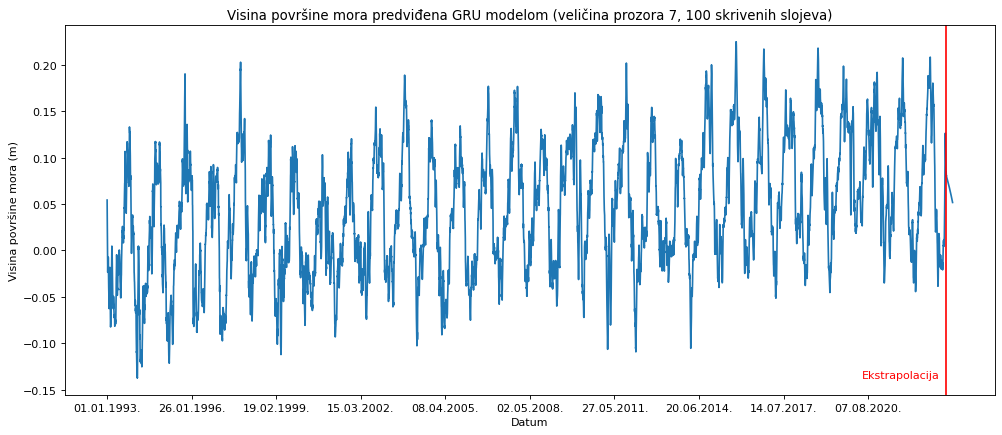 Visina površine mora predviđena GRU modelom (veličina prozora 7, 100 skrivenih slojeva)
Visina površine mora (m)
0.20
0.15
0.10
0.05
0.00
−0.05
−0.10
−0.15
Ekstrapolacija
01.01.1993. 26.01.1996. 19.02.1999. 15.03.2002. 08.04.2005. 02.05.2008. 27.05.2011. 20.06.2014. 14.07.2017. 07.08.2020.
Datum